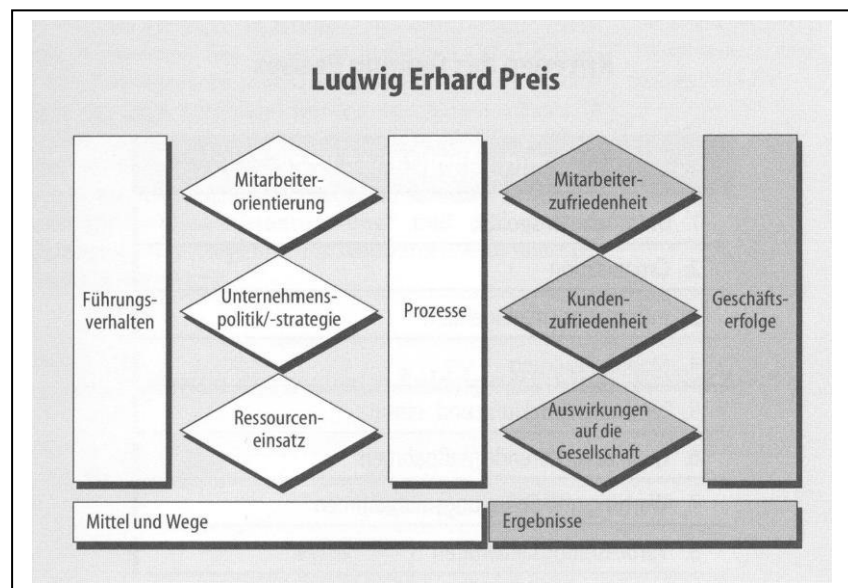 Ludwig Erhard Preis
Mitarbeiter-
orientierung
Mitarbeiter-
zufriedenheit
Führungs-
verhalten
Unternehmens-
politik/-strategie
Prozesse
Kunden-
zufriedenheit
Geschäfts-
erfolge
Ressourcen-
einsatz
Auswirkungen
auf die
Gesellschaft
Mittel und Wege
Ergebnisse